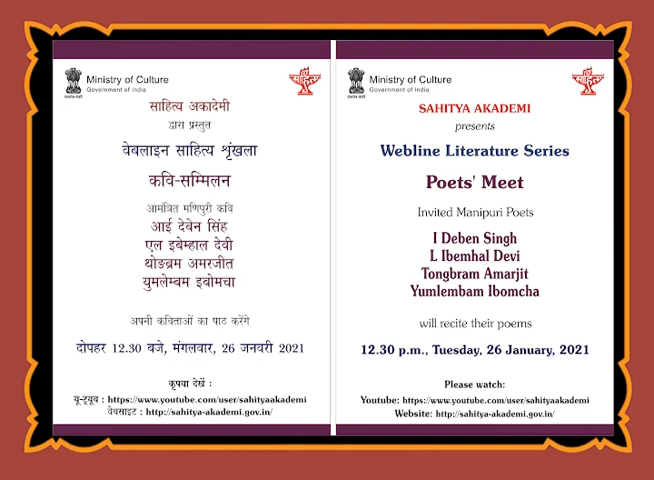 Ministry of Culture
Government of India
साहित्य
साहित्य अकादेमी
द्वारा प्रस्तुत
वेबलाइन साहित्य शृंखला
कवि-सम्मिलन
आमंत्रित मणिपुरी कवि
आई देबेन सिंह
एल इबेम्हाल देवी
थोङब्रम अमरजीत
युमलेम्बम इबोमचा
अपनी कविताओं का पाठ करेंगे
दोपहर 12.30 बजे, मंगलवार, 26 जनवरी 2021
कृपया देखें :
यू-ट्यूब : https://www.youtube.com/user/sahityaakademi
वेबसाइट : http://sahitya-akademi.gov.in/
Ministry of Culture
Government of India
साहित्य
SAHITYA AKADEMI
presents
Webline Literature Series
Poets' Meet
Invited Manipuri Poets
I Deben Singh
L Ibemhal Devi
Tongbram Amarjit
Yumlembam Ibomcha
will recite their poems
12.30 p.m., Tuesday, 26 January, 2021
Please watch:
Youtube: https://www.youtube.com/user/sahityaakademi
Website: http://sahitya-akademi.gov.in/